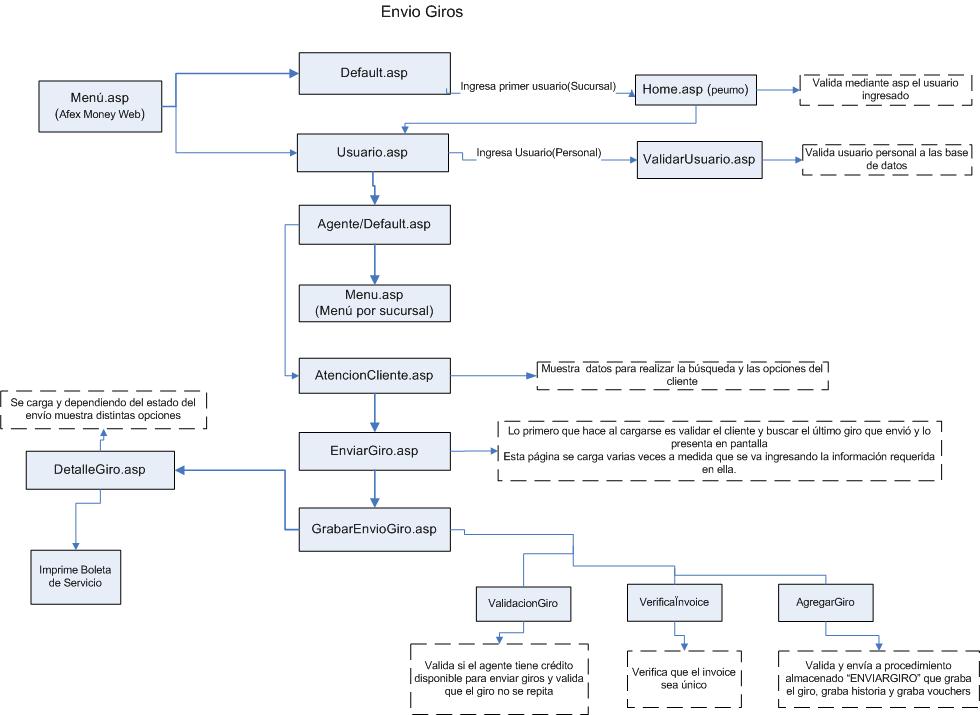 Envio Giros
Default.asp
Menú.asp
(Afex Money Web)
Ingresa primer usuario(Sucursal)
Home.asp (peumo)
Valida mediante asp el usuario
ingresado
Usuario.asp
Ingresa Usuario(Personal)
ValidarUsuario.asp
Valida usuario personal a las base
de datos
Agente/Default.asp
Menu.asp
(Menú por sucursal)
AtencionCliente.asp
Muestra datos para realizar la búsqueda y las opciones del
cliente
Se carga y dependiendo del estado del
envío muestra distintas opciones
EnviarGiro.asp
Lo primero que hace al cargarse es validar el cliente y buscar el último giro que envió y lo
presenta en pantalla
Esta página se carga varias veces a medida que se va ingresando la información requerida
en ella.
DetalleGiro.asp
GrabarEnvioGiro.asp
Imprime Boleta
de Servicio
ValidacionGiro
VerificaÏnvoice
AgregarGiro
Valida si el agente tiene crédito
disponible para enviar giros y valida
que el giro no se repita
Verifica que el invoice
sea único
Valida y envía a procedimiento
almacenado “ENVIARGIRO” que graba
el giro, graba historia y graba vouchers